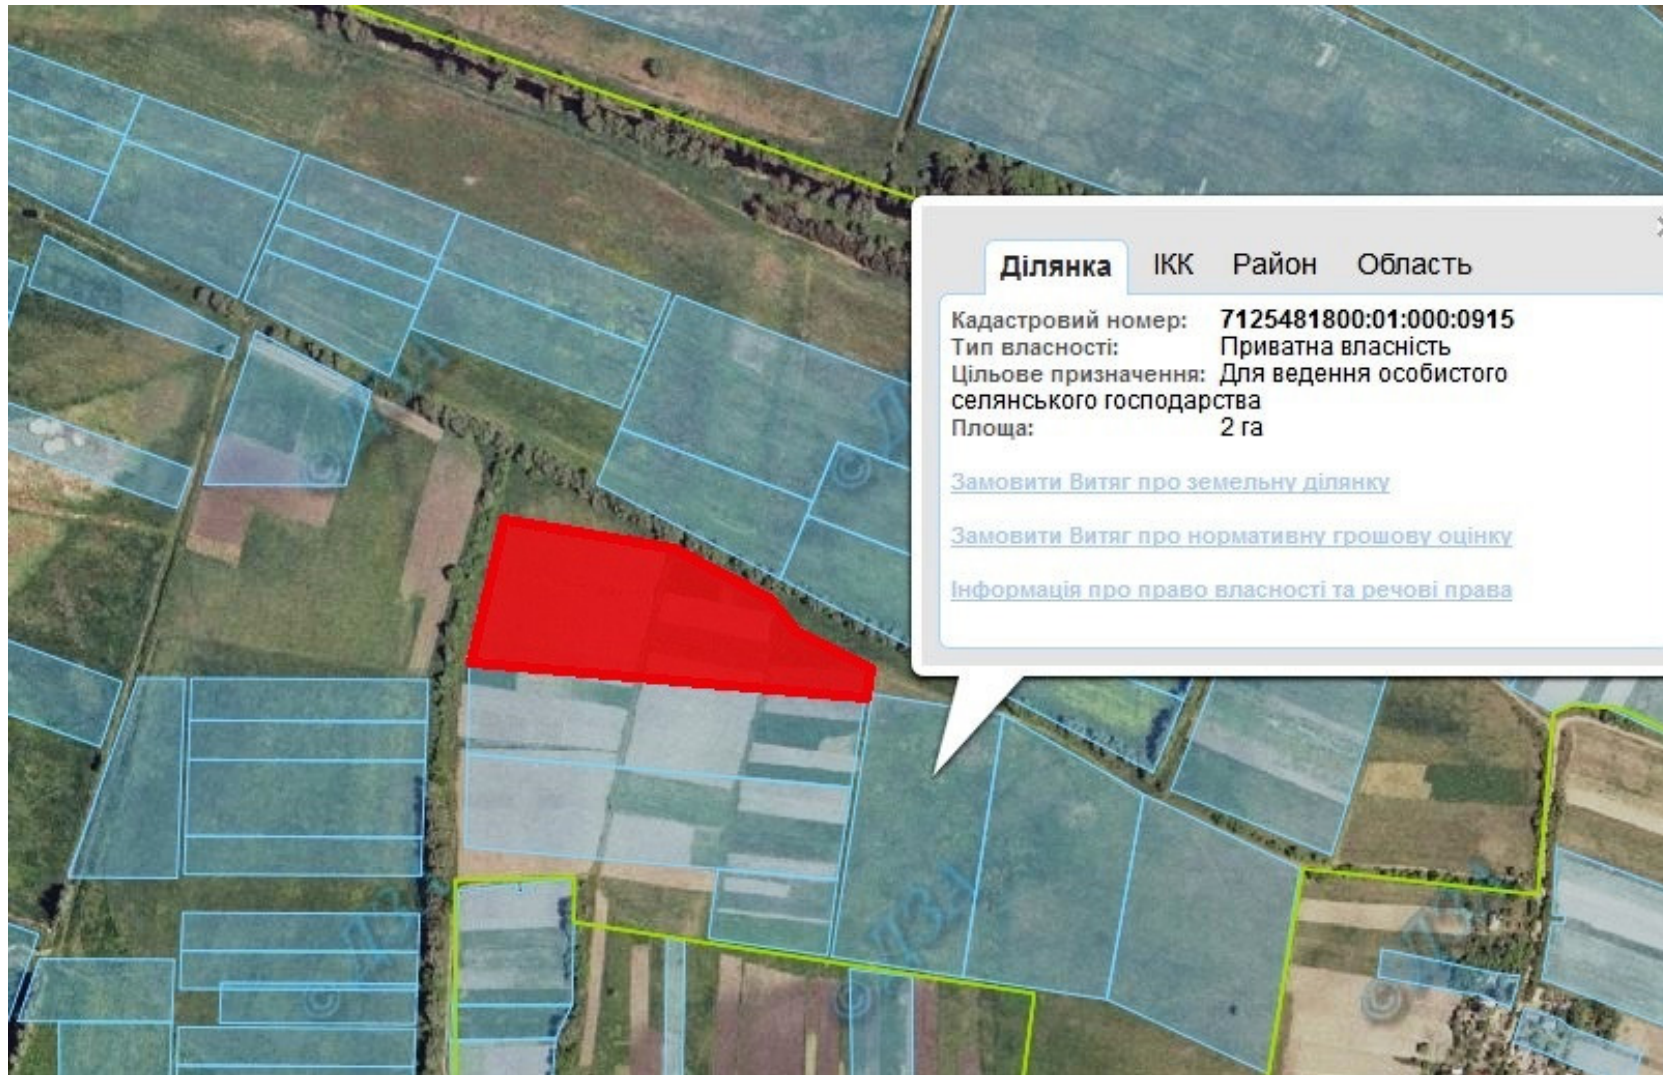 Ділянка ІКК Район Область
Кадастровий номер: 7125481800:01:000:0915
Тип власності: Приватна власність
Цільове призначення: Для ведення особистого
селянського господарства
Площа: 2 га
Замовити Витяг про земельну ділянку
Замовити Витяг про нормативну грошову оцінку
Інформація про право власності та речові права